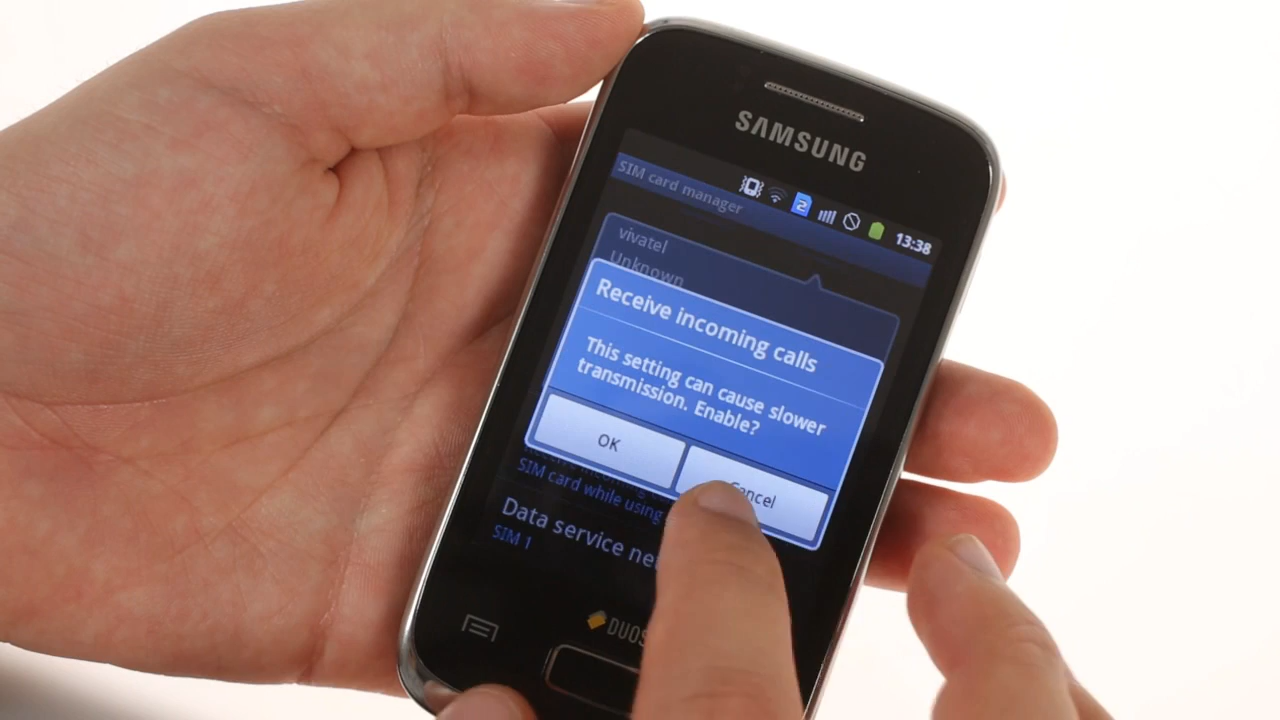 SAMSUNG
2
13:38
SIM card manager
vivatel
Unknown
Receive incoming calls
This setting can cause slower
transmission. Enable?
OK
Cancel
SIM card while using
Data service ne
SIM 1
DUOS